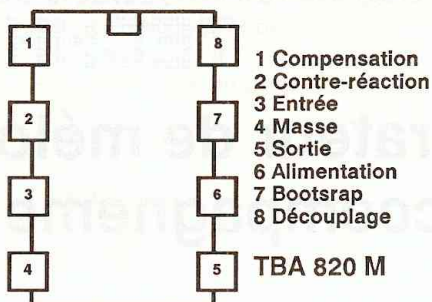 1
8
2
7
3
6
4
5
1 Compensation
2 Contre-réaction
3 Entrée
4 Masse
5 Sortie
6 Alimentation
7 Bootsrap
8 Découplage
TBA 820 M